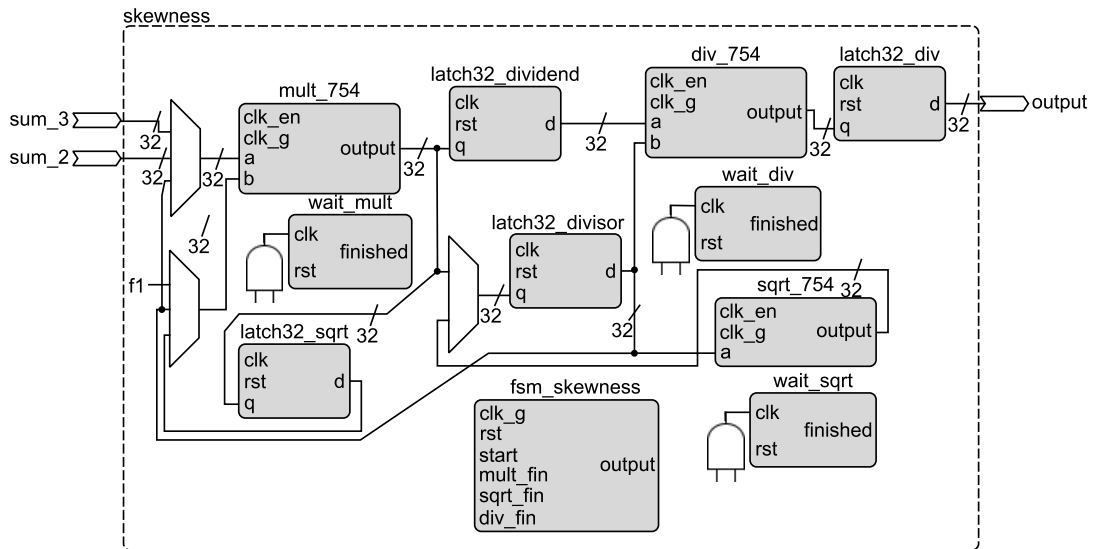 skewness
sum_3
sum_2
32
32
32
32
f1
mult_754
clk_en
clk_g
a
b
output
32
wait_mult
clk
rst
finished
latch32_sqrt
clk
rst
q
d
32
latch32_dividend
clk
rst
q
d
32
latch32_divisor
clk
rst
q
d
32
32
div_754
clk_en
clk_g
a
b
output
32
latch32_div
clk
rst
q
d
32
output
wait_div
clk
rst
finished
sqrt_754
32
clk_en
clk_g
a
output
fsm_skewness
clk_g
rst
start
mult_fin
sqrt_fin
div_fin
output
wait_sqrt
clk
rst
finished